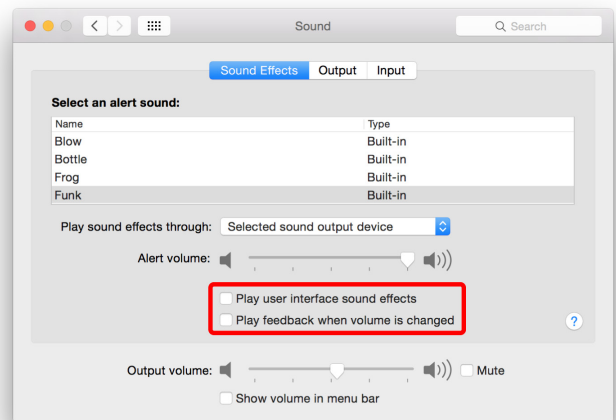 Sound
Search
Sound Effects Output Input
Select an alert sound:
Name Type
Blow Built-in
Bottle Built-in
Frog Built-in
Funk Built-in
Play sound effects through: Selected sound output device
Alert volume:
Play user interface sound effects
Play feedback when volume is changed
?
Output volume: Mute
Show volume in menu bar